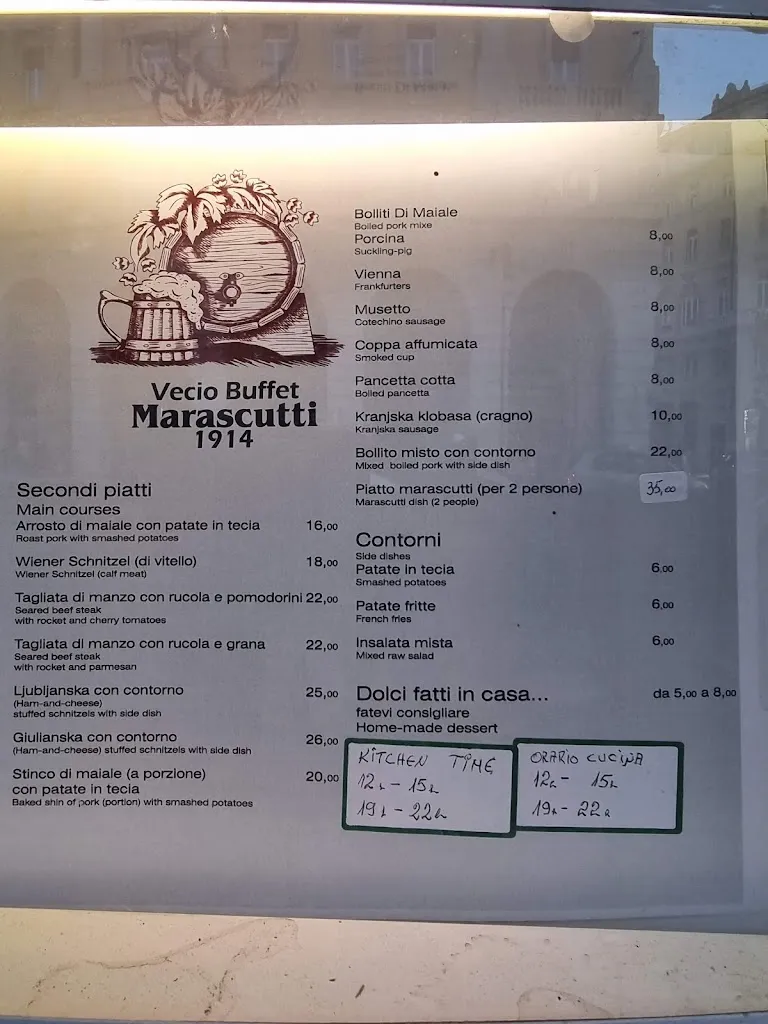 Vecio Buffet
Marascutti
1914
Secondi piatti
Main courses
Arrosto di maiale con patate in tecia 16,00
Roast pork with smashed potatoes
Wiener Schnitzel (di vitello) 18,00
Wiener Schnitzel (calf meat)
Tagliata di manzo con rucola e pomodorini 22,00
Seared beef steak
with rocket and cherry tomatoes
Tagliata di manzo con rucola e grana 22,00
Seared beef steak
with rocket and parmesan
Ljubljanska con contorno 25,00
(Ham-and-cheese)
stuffed schnitzels with side dish
Giulianska con contorno 26,00
(Ham-and-cheese) stuffed schnitzels with side dish
Stinco di maiale (a porzione) 20,00
con patate in tecia
Baked shin of pork (portion) with smashed potatoes
Bolliti Di Maiale
Boiled pork mixe
Porcina 8,00
Suckling-pig
Vienna 8,00
Frankfurters
Musetto 8,00
Cotechino sausage
Coppa affumicata 8,00
Smoked cup
Pancetta cotta 8,00
Boiled pancetta
Kranjska klobasa (cragno) 10,00
Kranjska sausage
Bollito misto con contorno 22,00
Mixed boiled pork with side dish
Piatto marascutti (per 2 persone) 35,00
Marascutti dish (2 people)
Contorni
Side dishes
Patate in tecia 6,00
Smashed potatoes
Patate fritte 6,00
French fries
Insalata mista 6,00
Mixed raw salad
Dolci fatti in casa... da 5,00 a 8,00
fatevi consigliare
Home-made dessert
KITCHEN TIME
12h - 15h
19h - 22h
ORARIO CUCINA
12h - 15h
19h - 22h